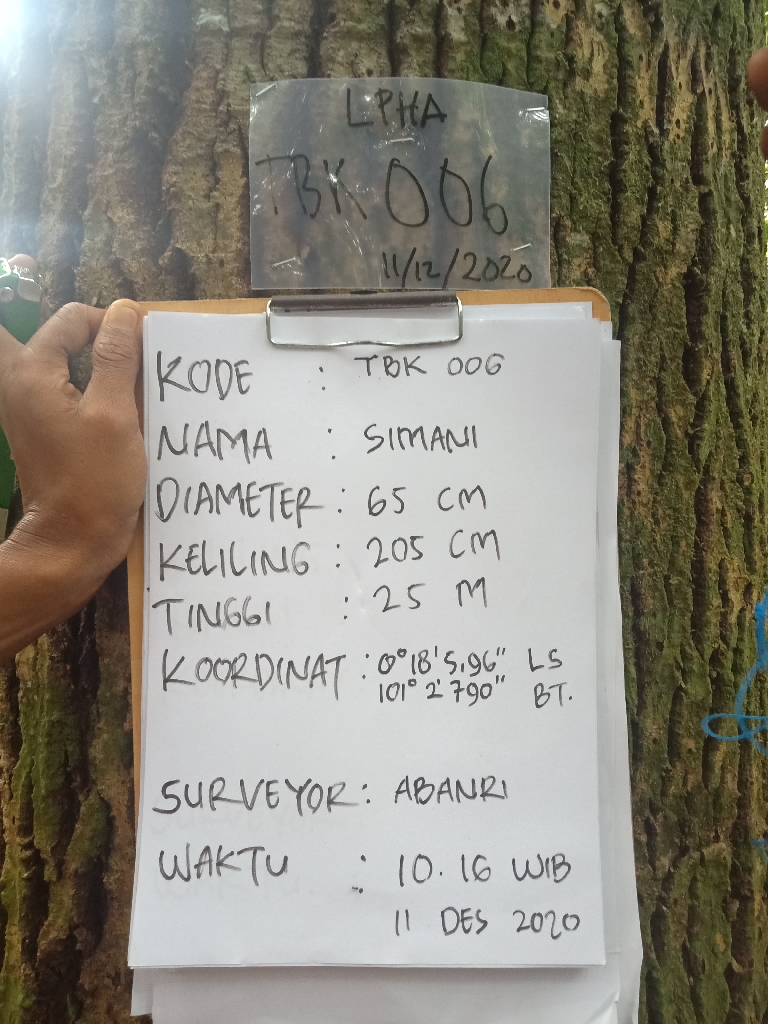 LPHA
TBK 006
11/12/2020
KODE : TBK 006
NAMA : SIMANI
DIAMETER : 65 CM
KELILING : 205 CM
TINGGI : 25 M
KOORDINAT : 0° 18' 5,96" LS
101° 2' 790" BT.
SURVEYOR : ABANRI
WAKTU : 10.16 WIB
11 DES 2020